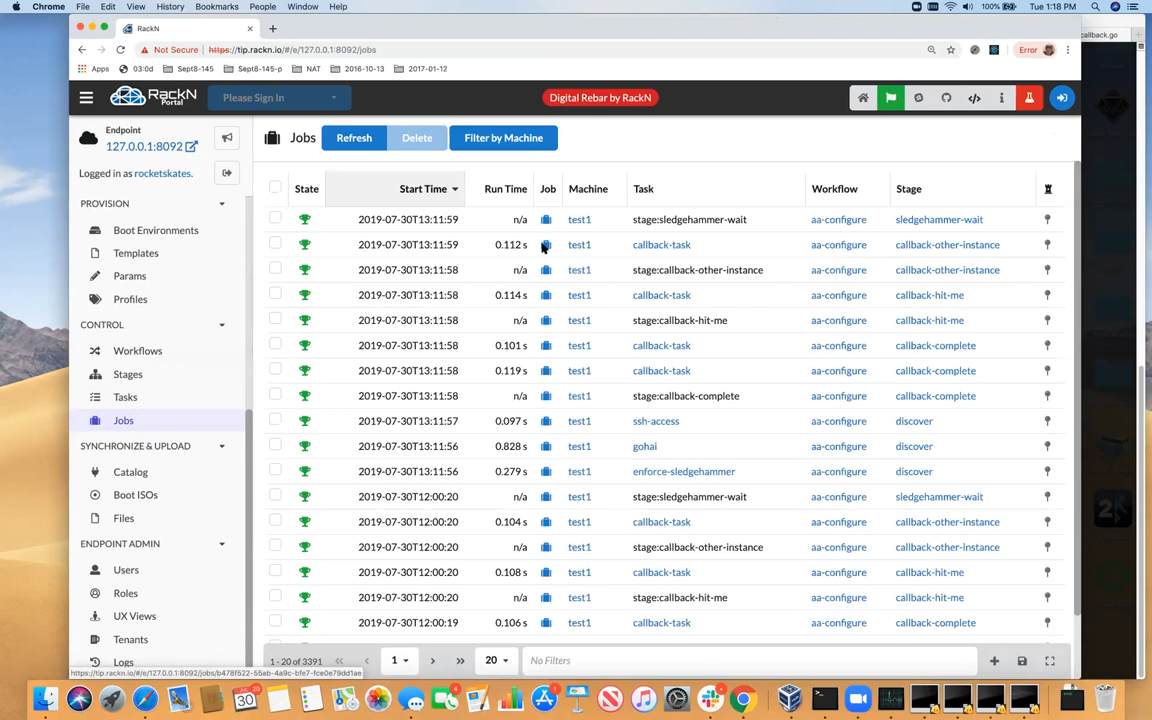 Chrome File Edit View History Bookmarks People Window Help 100% Tue 1:18 PM
RackN
callback.go
Not Secure https://tip.rackn.io/#/e/127.0.0.1:8092/jobs Error
Apps 03:0d Sept8-145 Sept8-145-p NAT 2016-10-13 2017-01-12
RackN Portal Please Sign In Digital Rebar by RackN
Endpoint
127.0.0.1:8092
Logged in as rocketskates.
PROVISION
Boot Environments
Templates
Params
Profiles
CONTROL
Workflows
Stages
Tasks
Jobs
SYNCHRONIZE & UPLOAD
Catalog
Boot ISOs
Files
ENDPOINT ADMIN
Users
Roles
UX Views
Tenants
Logs
Jobs Refresh Delete Filter by Machine
State Start Time Run Time Job Machine Task Workflow Stage
2019-07-30T13:11:59 n/a test1 stage:sledgehammer-wait aa-configure sledgehammer-wait
2019-07-30T13:11:59 0.112 s test1 callback-task aa-configure callback-other-instance
2019-07-30T13:11:58 n/a test1 stage:callback-other-instance aa-configure callback-other-instance
2019-07-30T13:11:58 0.114 s test1 callback-task aa-configure callback-hit-me
2019-07-30T13:11:58 n/a test1 stage:callback-hit-me aa-configure callback-hit-me
2019-07-30T13:11:58 0.101 s test1 callback-task aa-configure callback-complete
2019-07-30T13:11:58 0.119 s test1 callback-task aa-configure callback-complete
2019-07-30T13:11:58 n/a test1 stage:callback-complete aa-configure callback-complete
2019-07-30T13:11:57 0.097 s test1 ssh-access aa-configure discover
2019-07-30T13:11:56 0.828 s test1 gohai aa-configure discover
2019-07-30T13:11:56 0.279 s test1 enforce-sledgehammer aa-configure discover
2019-07-30T12:00:20 n/a test1 stage:sledgehammer-wait aa-configure sledgehammer-wait
2019-07-30T12:00:20 0.104 s test1 callback-task aa-configure callback-other-instance
2019-07-30T12:00:20 n/a test1 stage:callback-other-instance aa-configure callback-other-instance
2019-07-30T12:00:20 0.108 s test1 callback-task aa-configure callback-hit-me
2019-07-30T12:00:20 n/a test1 stage:callback-hit-me aa-configure callback-hit-me
2019-07-30T12:00:19 0.106 s test1 callback-task aa-configure callback-complete
1 - 20 of 3391 1 20 No Filters